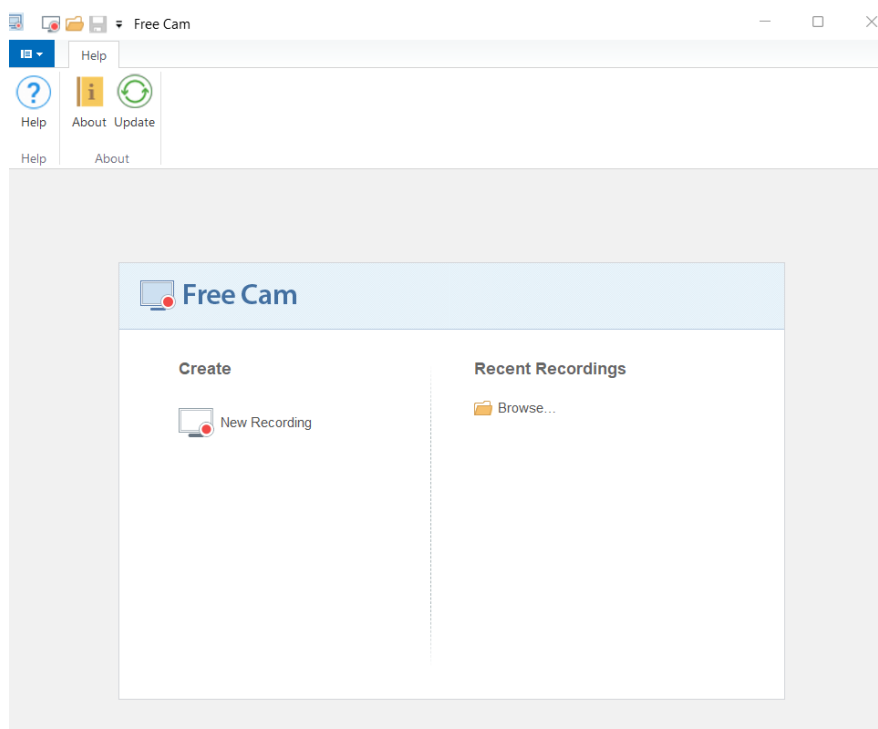 Free Cam
Help
Help
About
Update
Help
About
Free Cam
Create
New Recording
Recent Recordings
Browse...